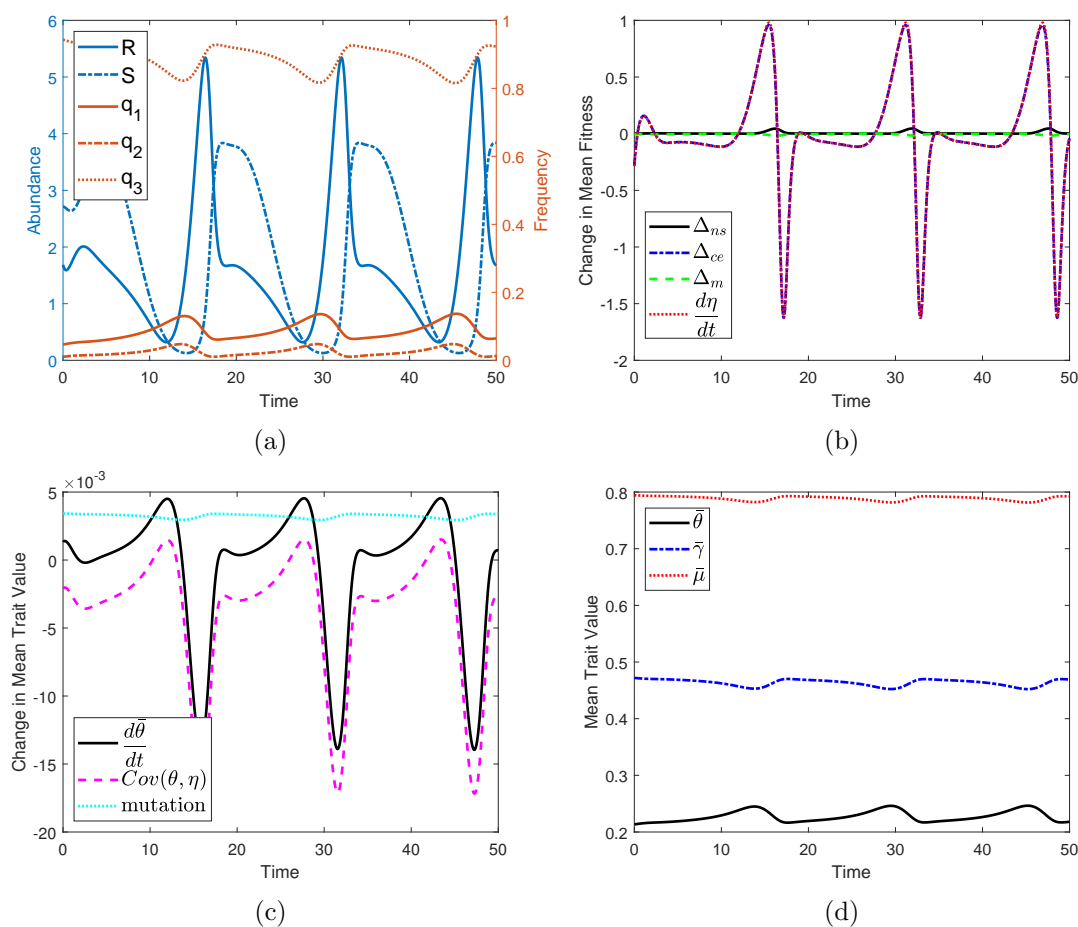 6
5
4
3
2
1
0
Abundance
1
0.8
0.6
0.4
0.2
0
Frequency
R
S
q1
q2
q3
0 10 20 30 40 50
Time
(a)
1
0.5
0
-0.5
-1
-1.5
-2
Change in Mean Fitness
Δns
Δce
Δm
dη
dt
0 10 20 30 40 50
Time
(b)
×10-3
5
0
-5
-10
-15
-20
Change in Mean Trait Value
dθ̄
dt
Cov(θ, η)
mutation
0 10 20 30 40 50
Time
(c)
0.8
0.7
0.6
0.5
0.4
0.3
0.2
Mean Trait Value
θ̄
γ̄
μ̄
0 10 20 30 40 50
Time
(d)